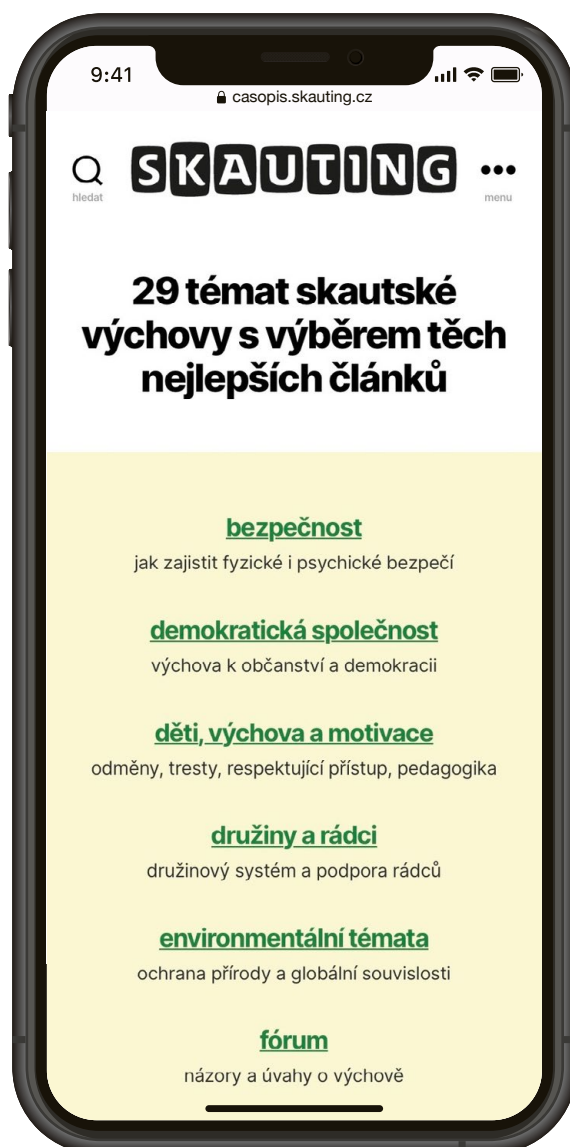 9:41
casopis.skauting.cz
SKAUTING
hledat
menu
29 témat skautské
výchovy s výběrem těch
nejlepších článků
bezpečnost
jak zajistit fyzické i psychické bezpečí
demokratická společnost
výchova k občanství a demokracii
děti, výchova a motivace
odměny, tresty, respektující přístup, pedagogika
družiny a rádci
družinový systém a podpora rádců
environmentální témata
ochrana přírody a globální souvislosti
fórum
názory a úvahy o výchově